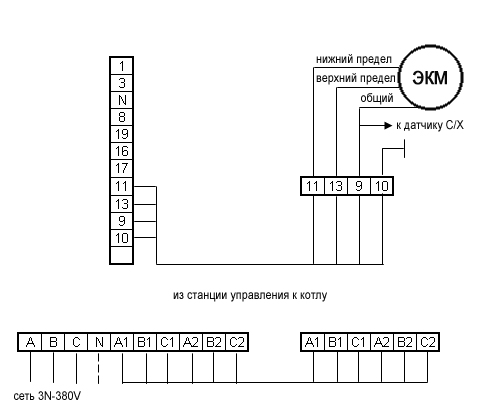 нижний предел
верхний предел
общий
ЭКМ
к датчику С/Х
1
3
N
8
19
16
17
11
13
9
10
11 13 9 10
из станции управления к котлу
A B C N A1 B1 C1 A2 B2 C2
A1 B1 C1 A2 B2 C2
сеть 3N-380V